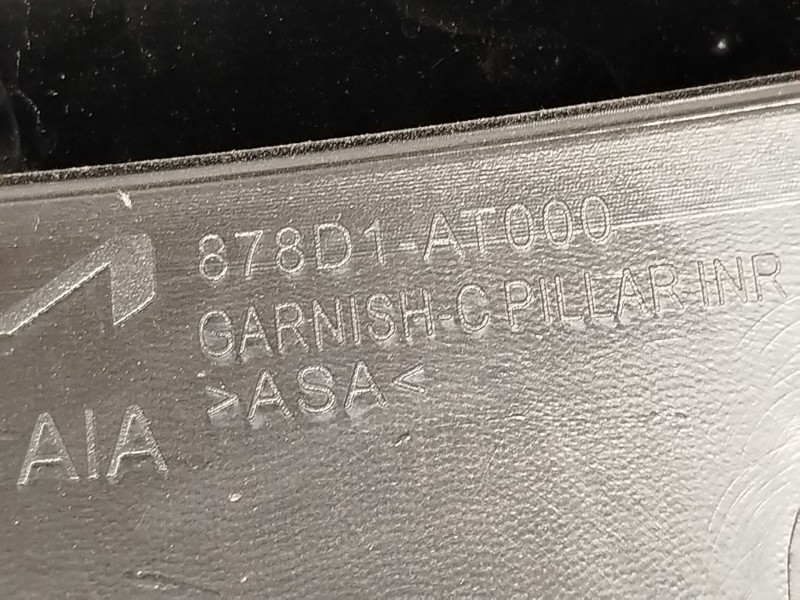 878D1-AT000
GARNISH-C PILLAR INR
>ASA<
AIA